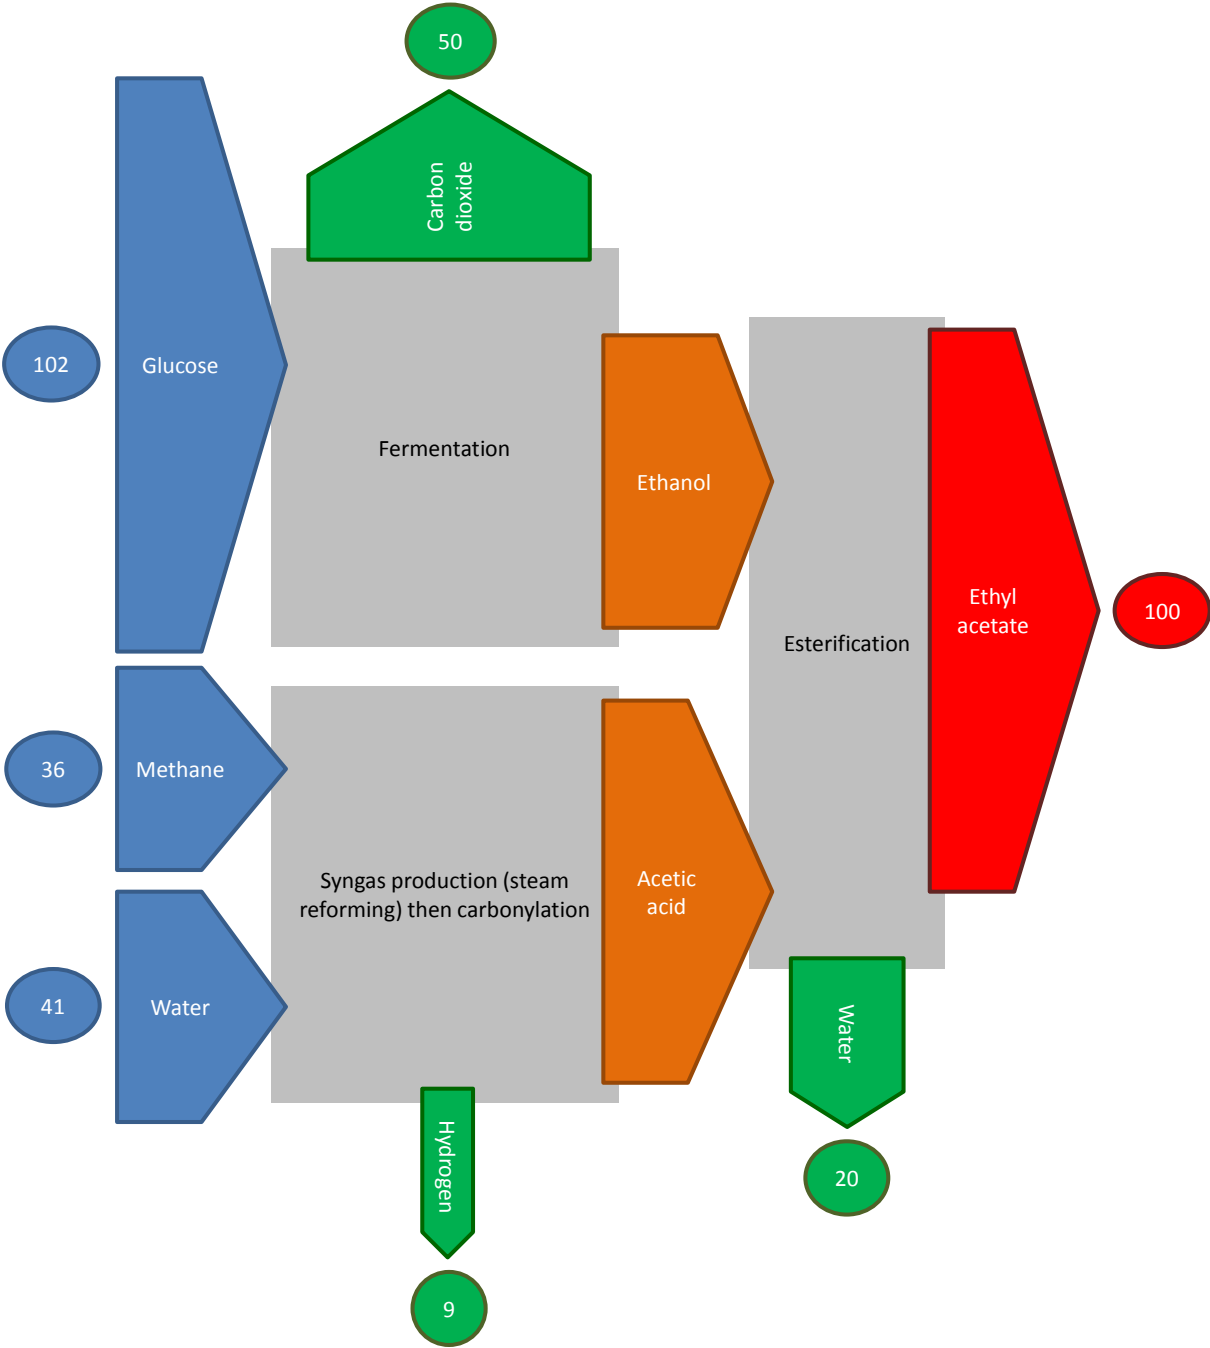 50
Carbon
dioxide
102
Glucose
Fermentation
Ethanol
Ethyl
acetate
100
Esterification
36
Methane
Syngas production (steam
reforming) then carbonylation
Acetic
acid
41
Water
Water
Hydrogen
20
9